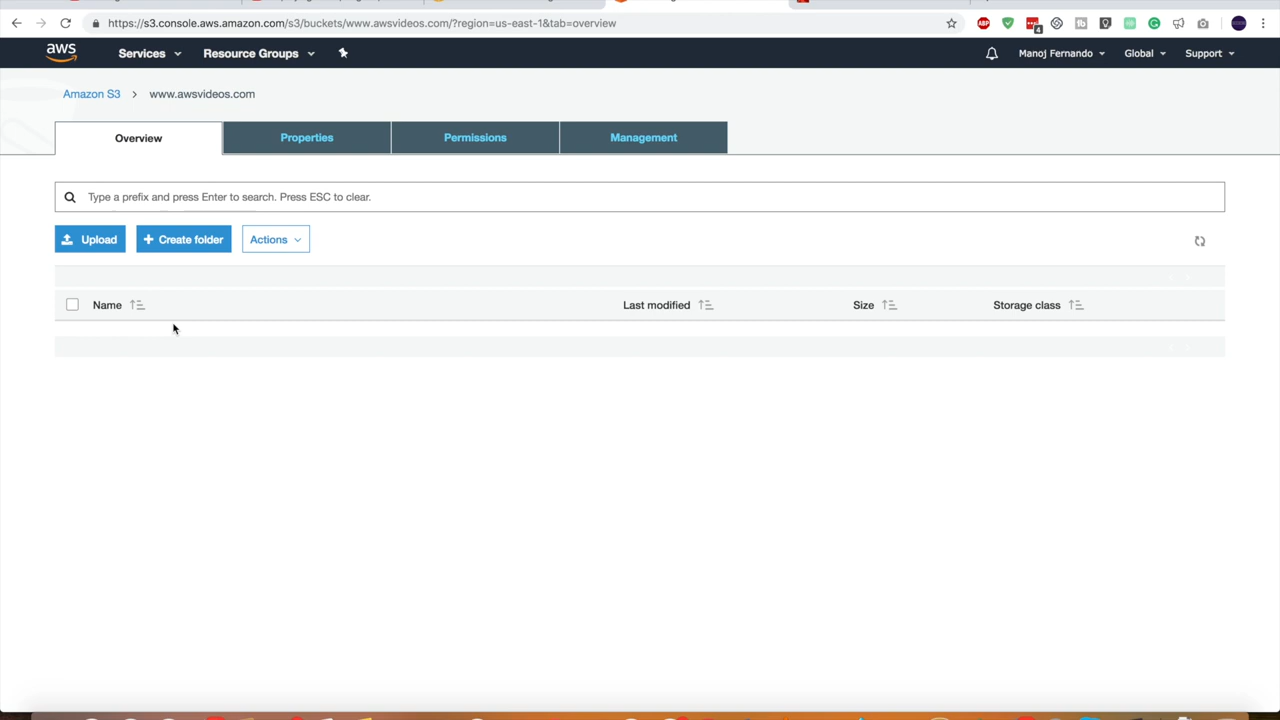 https://s3.console.aws.amazon.com/s3/buckets/www.awsvideos.com/?region=us-east-1&tab=overview
ABP
4
aws
Services
Resource Groups
Manoj Fernando
Global
Support
Amazon S3 > www.awsvideos.com
Overview
Properties
Permissions
Management
Type a prefix and press Enter to search. Press ESC to clear.
Upload
+ Create folder
Actions
Name
Last modified
Size
Storage class